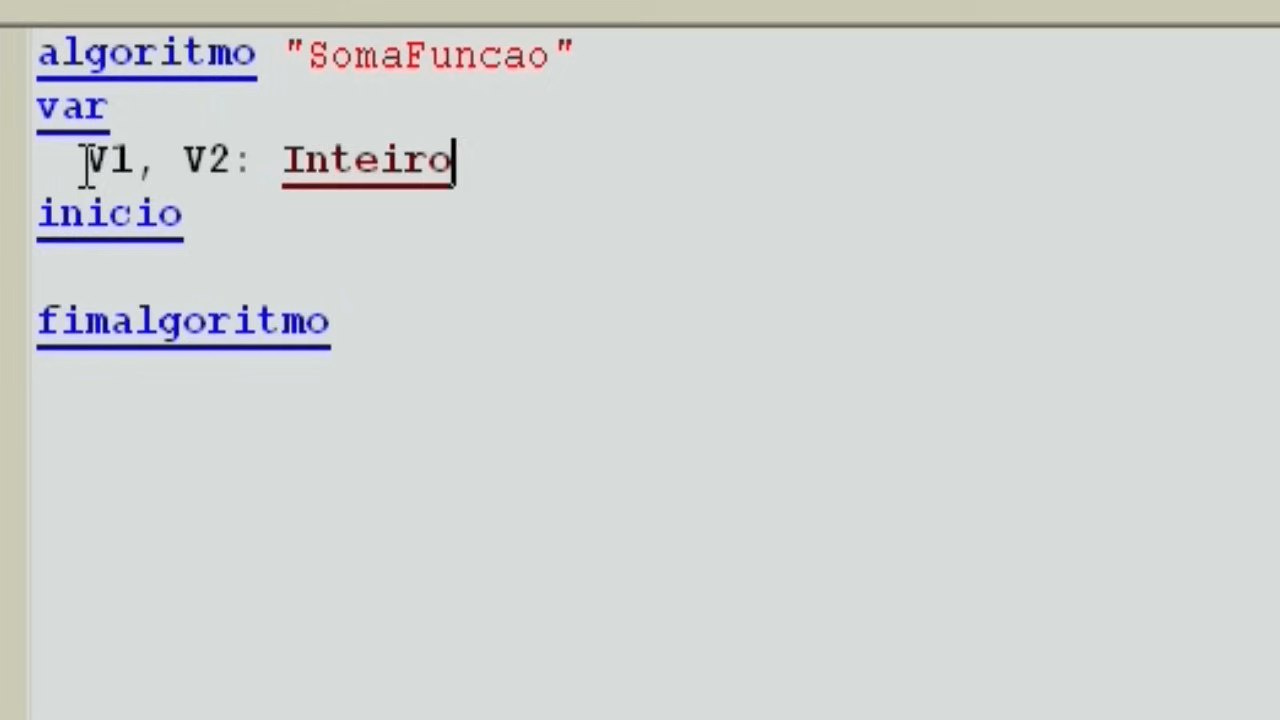 algoritmo "SomaFuncao"
var
V1, V2: Inteiro
inicio
fimalgoritmo